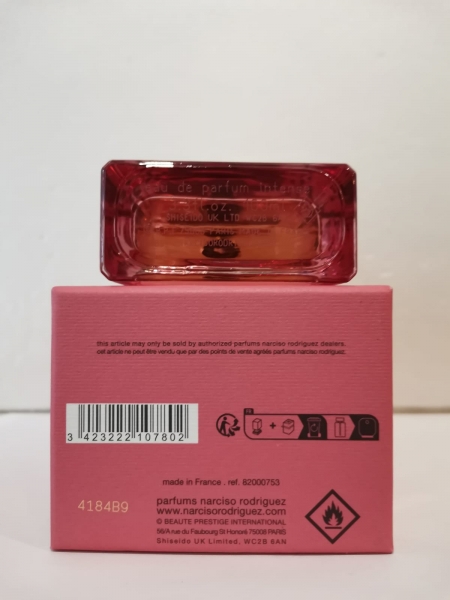 eau de parfum Intense
this article may only be sold by authorized parfums narciso rodriguez dealers.
cet article ne peut être vendu que par des points de vente agréés parfums narciso rodriguez.
3 423222 107802
FR
+
made in France . ref. 82000753
4184B9
parfums narciso rodriguez
www.narcisorodriguez.com
© BEAUTE PRESTIGE INTERNATIONAL
56/A rue du Faubourg St Honoré 75008 PARIS
Shiseido UK Limited, WC2B 6AN